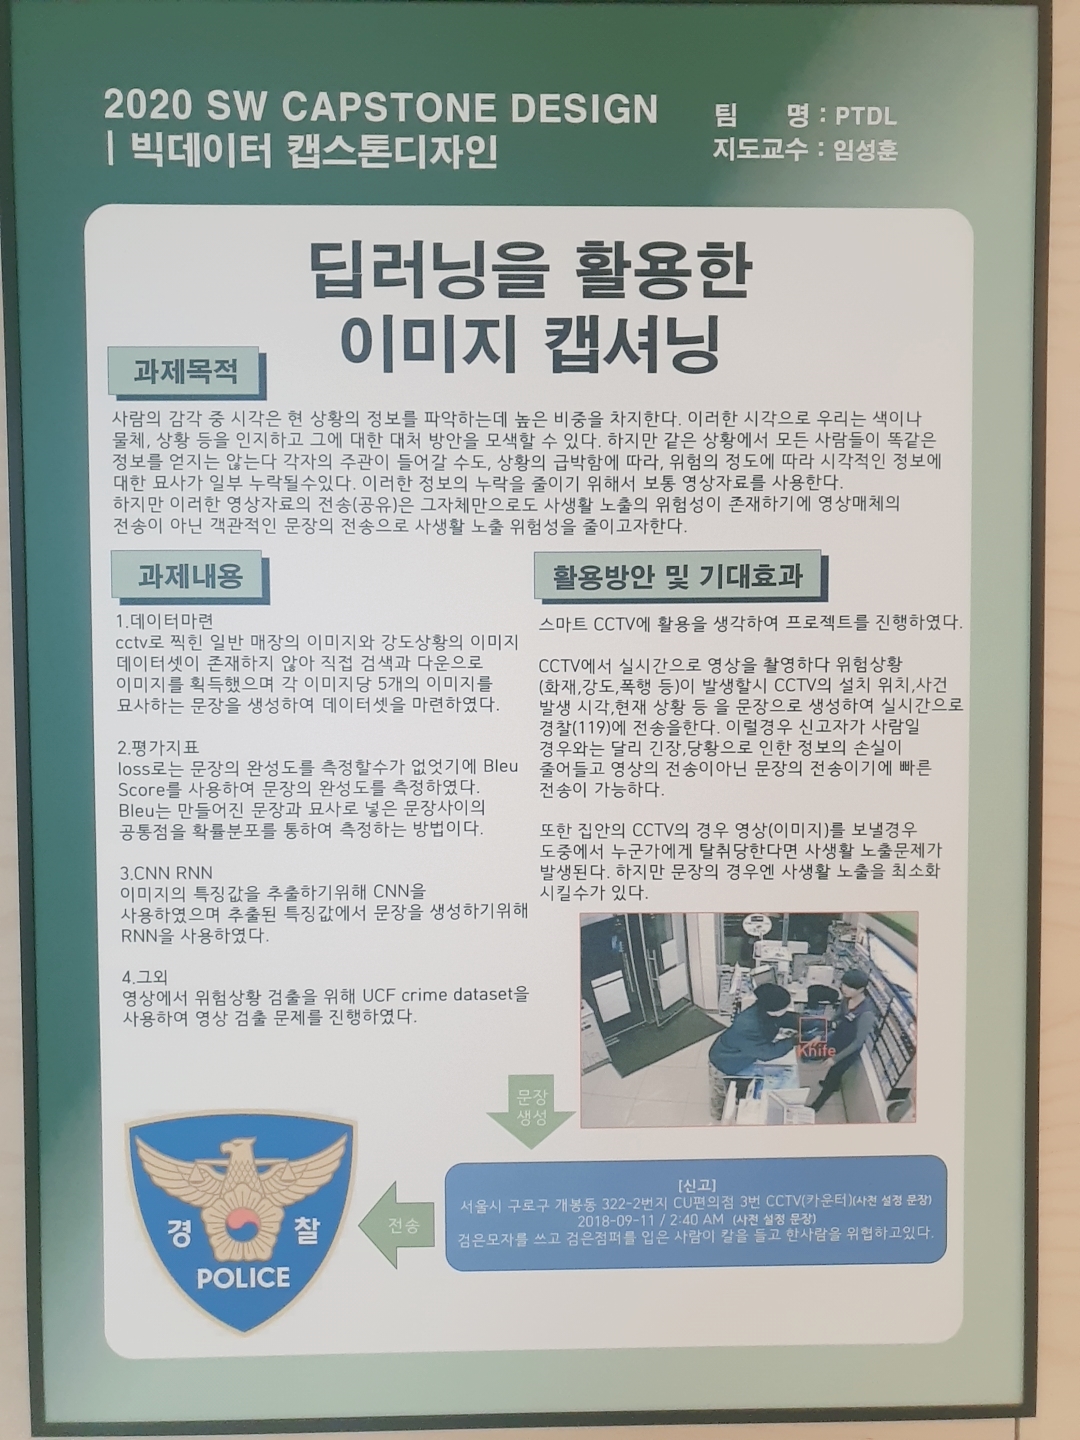 2020 SW CAPSTONE DESIGN
| 빅데이터 캡스톤디자인
팀 명 : PTDL
지도교수 : 임성훈
딥러닝을 활용한
이미지 캡셔닝
과제목적
사람의 감각 중 시각은 현 상황의 정보를 파악하는데 높은 비중을 차지한다. 이러한 시각으로 우리는 색이나
물체, 상황 등을 인지하고 그에 대한 대처 방안을 모색할 수 있다. 하지만 같은 상황에서 모든 사람들이 똑같은
정보를 얻지는 않는다 각자의 주관이 들어갈 수도, 상황의 급박함에 따라, 위험의 정도에 따라 시각적인 정보에
대한 묘사가 일부 누락될수있다. 이러한 정보의 누락을 줄이기 위해서 보통 영상자료를 사용한다.
하지만 이러한 영상자료의 전송(공유)은 그자체만으로도 사생활 노출의 위험성이 존재하기에 영상매체의
전송이 아닌 객관적인 문장의 전송으로 사생활 노출 위험성을 줄이고자한다.
과제내용
1.데이터마련
cctv로 찍힌 일반 매장의 이미지와 강도상황의 이미지
데이터셋이 존재하지 않아 직접 검색과 다운으로
이미지를 획득했으며 각 이미지당 5개의 이미지를
묘사하는 문장을 생성하여 데이터셋을 마련하였다.
2.평가지표
loss로는 문장의 완성도를 측정할수가 없엇기에 Bleu
Score를 사용하여 문장의 완성도를 측정하였다.
Bleu는 만들어진 문장과 묘사로 넣은 문장사이의
공통점을 확률분포를 통하여 측정하는 방법이다.
3.CNN RNN
이미지의 특징값을 추출하기위해 CNN을
사용하였으며 추출된 특징값에서 문장을 생성하기위해
RNN을 사용하였다.
4.그외
영상에서 위험상황 검출을 위해 UCF crime dataset을
사용하여 영상 검출 문제를 진행하였다.
활용방안 및 기대효과
스마트 CCTV에 활용을 생각하여 프로젝트를 진행하였다.
CCTV에서 실시간으로 영상을 촬영하다 위험상황
(화재,강도,폭행 등)이 발생할시 CCTV의 설치 위치,사건
발생 시각,현재 상황 등 을 문장으로 생성하여 실시간으로
경찰(119)에 전송을한다. 이럴경우 신고자가 사람일
경우와는 달리 긴장,당황으로 인한 정보의 손실이
줄어들고 영상의 전송이아닌 문장의 전송이기에 빠른
전송이 가능하다.
또한 집안의 CCTV의 경우 영상(이미지)를 보낼경우
도중에서 누군가에게 탈취당한다면 사생활 노출문제가
발생된다. 하지만 문장의 경우엔 사생활 노출을 최소화
시킬수가 있다.
Knife
문장
생성
[신고]
서울시 구로구 개봉동 322-2번지 CU편의점 3번 CCTV(카운터)(사전 설정 문장)
2018-09-11 / 2:40 AM (사전 설정 문장)
검은모자를 쓰고 검은점퍼를 입은 사람이 칼을 들고 한사람을 위협하고있다.
전송
경 찰
POLICE